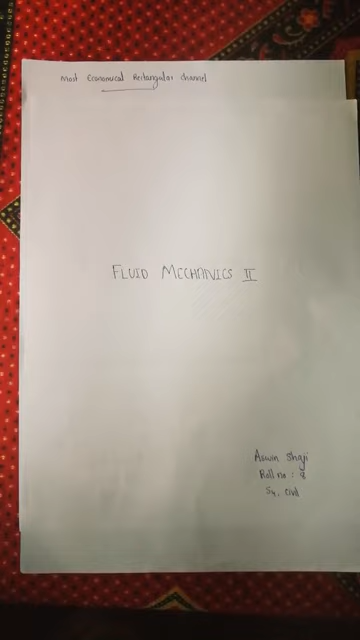 Most Economical Rectangular channel
FLUID MECHANICS II
Aswin Shaji
Roll no : 8
S4, Civil